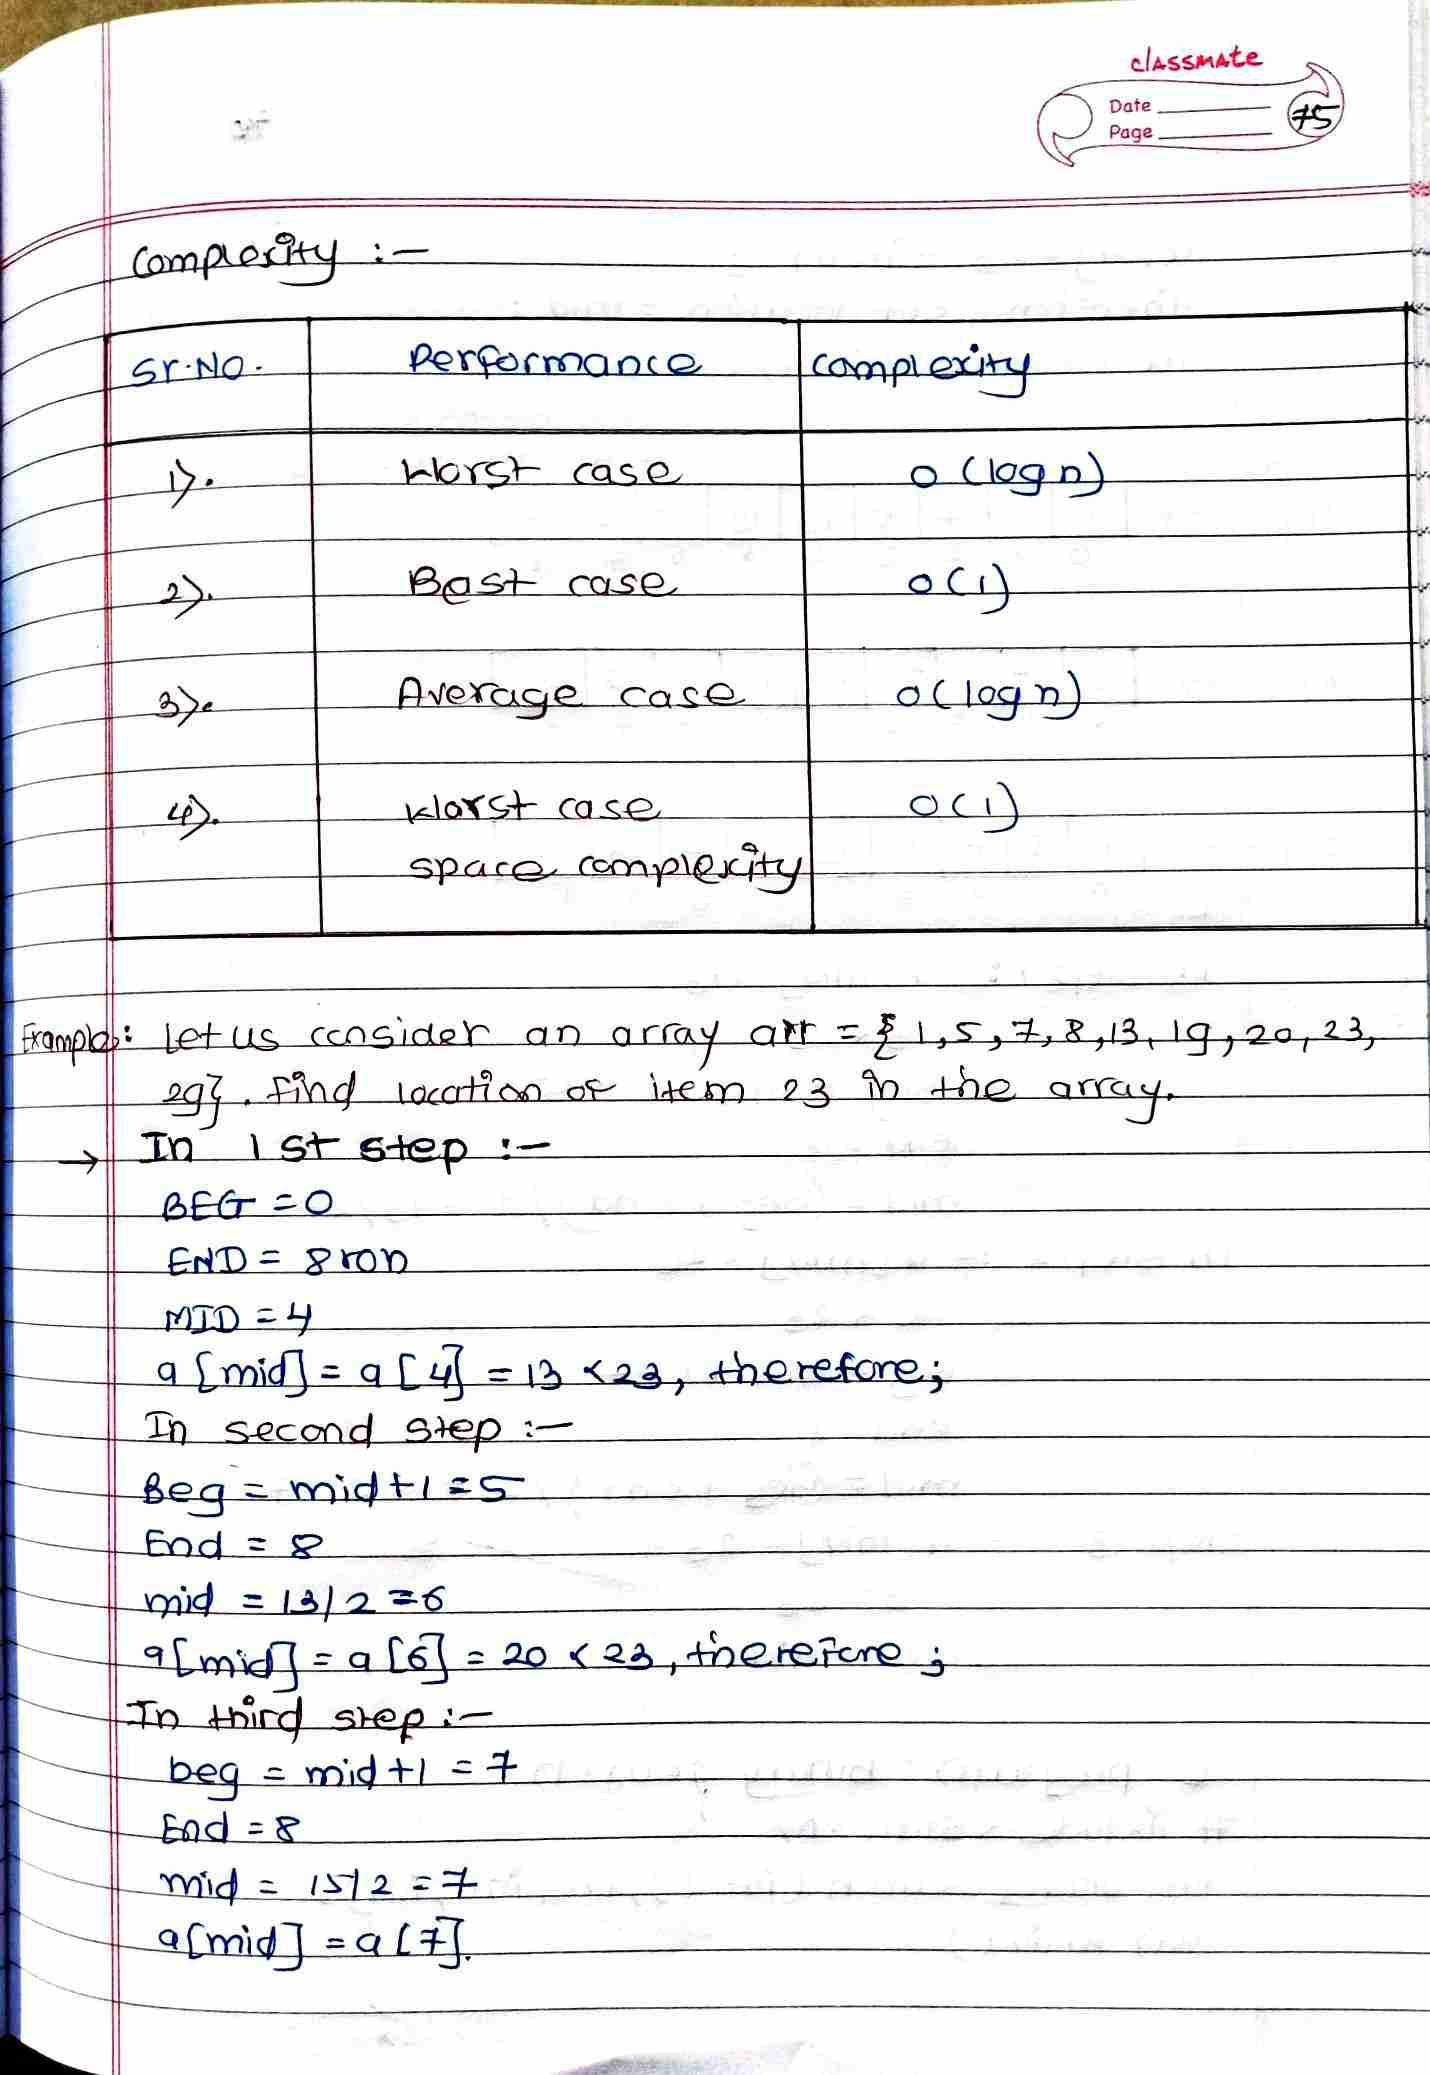 classmate
Date
Page
75
Complexity :-
Sr.No. Performance Complexity
1). Worst case O(log n)
2). Best case O(1)
3). Average case O(log n)
4). Worst case O(1)
space complexity
Example: Let us consider an array arr = { 1, 5, 7, 8, 13, 19, 20, 23,
29}. Find location of item 23 in the array.
→ In 1st step :-
BEG = 0
END = 8 ron
MID = 4
a[mid] = a[4] = 13 < 23, therefore;
In second step :-
Beg = mid+1 = 5
End = 8
mid = 13/2 = 6
a[mid] = a[6] = 20 < 23, therefore;
In third step :-
beg = mid+1 = 7
End = 8
mid = 15/2 = 7
a[mid] = a[7].